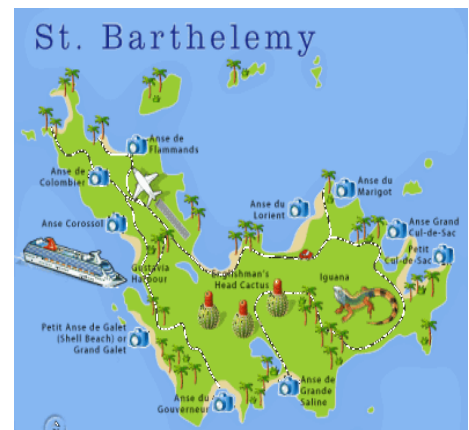 St. Barthelemy
Anse de
Flammands
Anse de
Colombier
Anse du
Marigot
Anse du
Lorient
Anse Corossol
Anse Grand
Cul-de-Sac
Petit
Cul-de-Sac
Gustavia
Harbour
Englishman's
Head Cactus
Iguana
Petit Anse de Galet
(Shell Beach) or
Grand Galet
Anse de
Grande
Saline
Anse du
Gouverneur